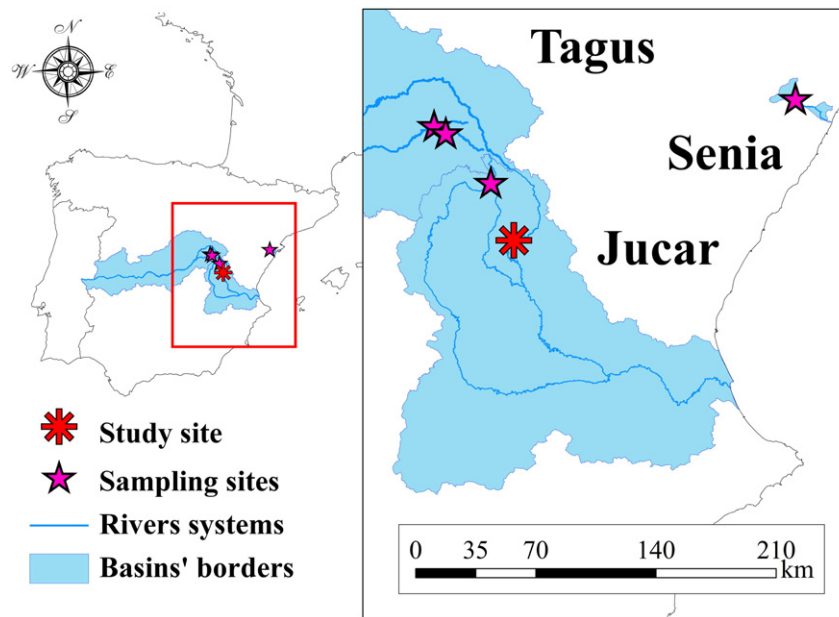 N
W E
S
Study site
Sampling sites
Rivers systems
Basins' borders
Tagus
Senia
Jucar
0 35 70 140 210
km